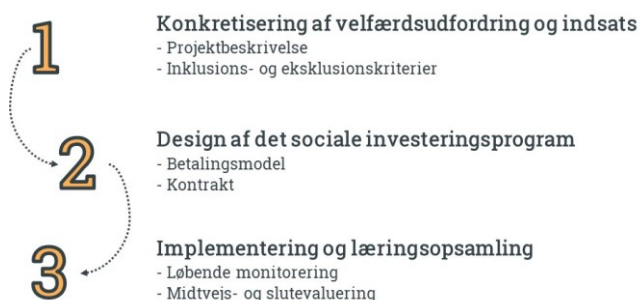 1
Konkretisering af velfærdsudfordring og indsats
- Projektbeskrivelse
- Inklusions- og eksklusionskriterier
2
Design af det sociale investeringsprogram
- Betalingsmodel
- Kontrakt
3
Implementering og læringsopsamling
- Løbende monitorering
- Midtvejs- og slutevaluering